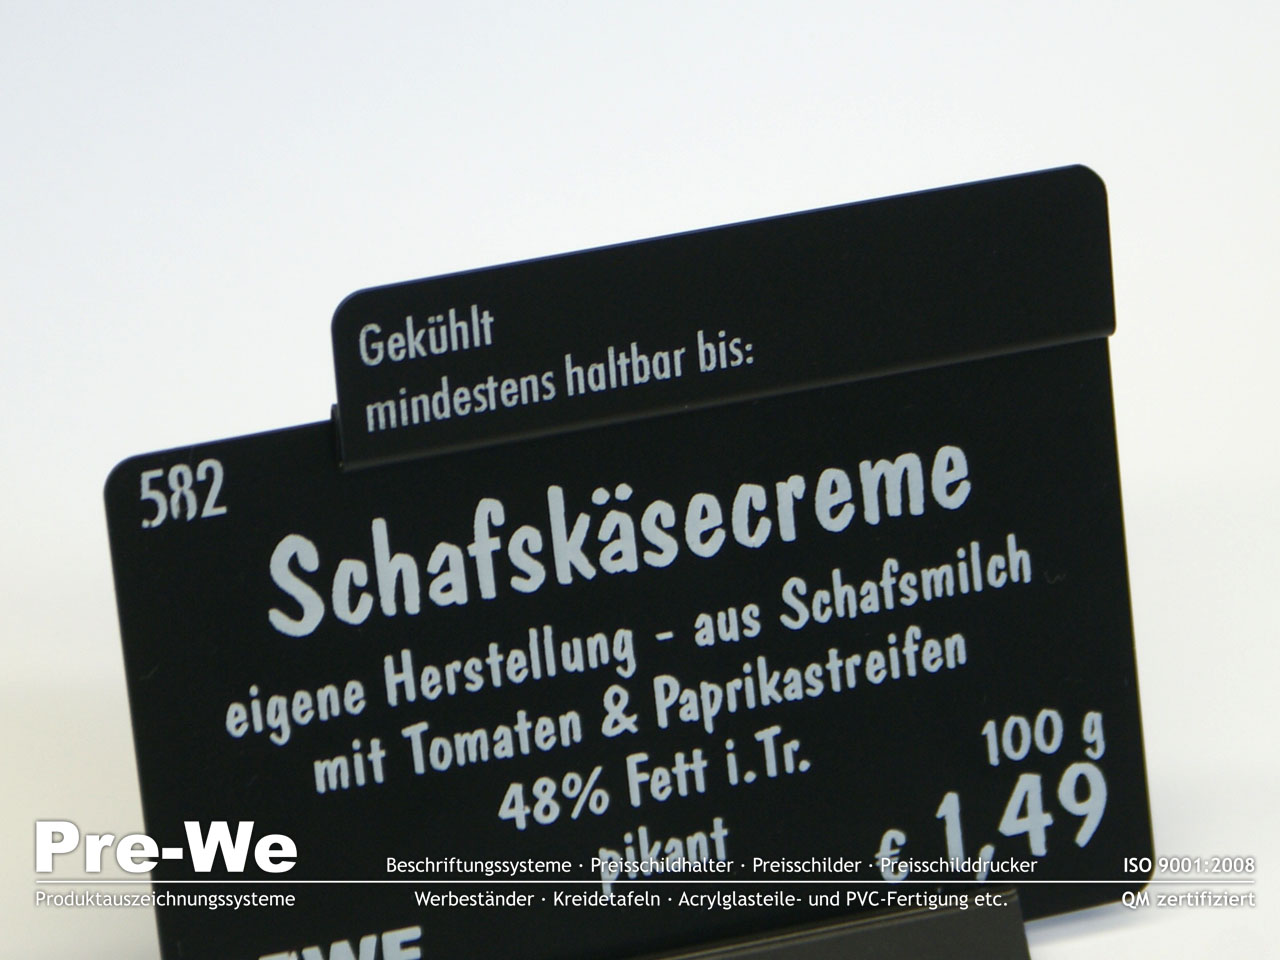 Gekühlt
mindestens haltbar bis:
582
Schafskäsecreme
eigene Herstellung - aus Schafsmilch
mit Tomaten & Paprikastreifen
48% Fett i.Tr.
100 g
pikant
€ 1,49
Pre-We
Beschriftungssysteme · Preisschildhalter · Preisschilder · Preisschilddrucker
ISO 9001:2008
Produktauszeichnungssysteme
Werbeständer · Kreidetafeln · Acrylglasteile- und PVC-Fertigung etc.
QM zertifiziert